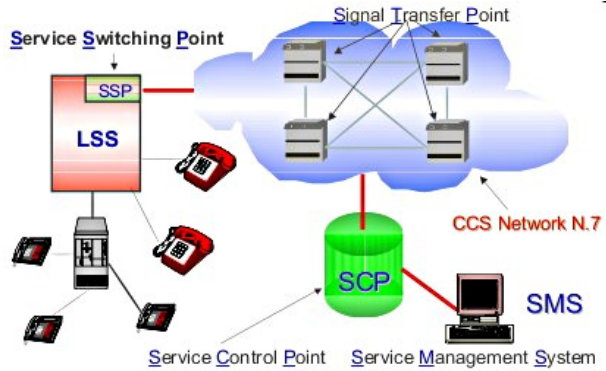 Signal Transfer Point
Service Switching Point
SSP
LSS
CCS Network N.7
SCP
SMS
Service Control Point
Service Management System